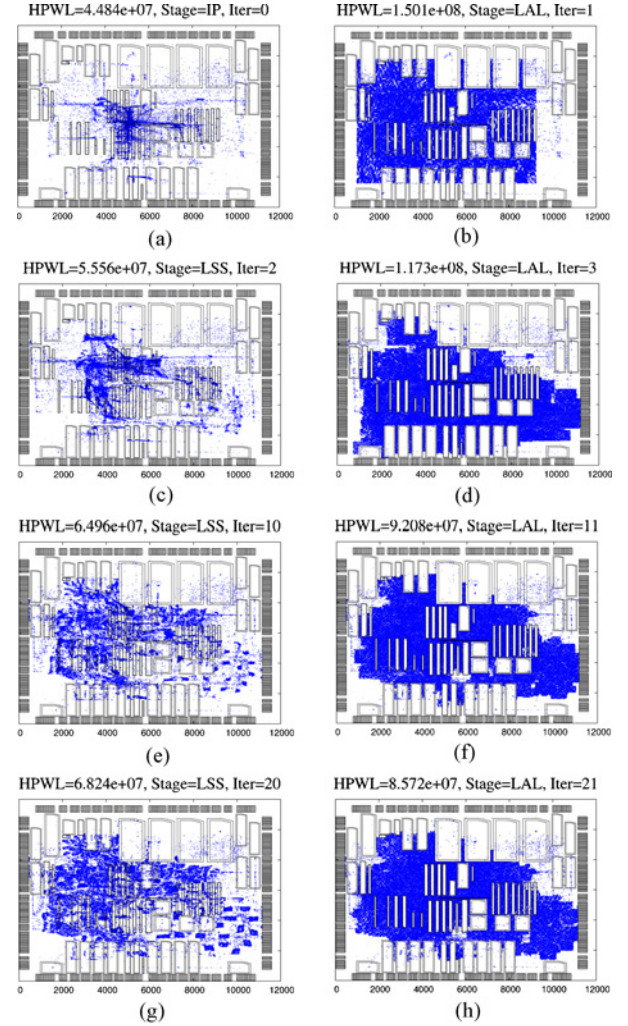 HPWL=4.484e+07, Stage=IP, Iter=0
HPWL=1.501e+08, Stage=LAL, Iter=1
0 2000 4000 6000 8000 10000 12000
0 2000 4000 6000 8000 10000 12000
(a)
(b)
HPWL=5.556e+07, Stage=LSS, Iter=2
HPWL=1.173e+08, Stage=LAL, Iter=3
0 2000 4000 6000 8000 10000 12000
0 2000 4000 6000 8000 10000 12000
(c)
(d)
HPWL=6.496e+07, Stage=LSS, Iter=10
HPWL=9.208e+07, Stage=LAL, Iter=11
0 2000 4000 6000 8000 10000 12000
0 2000 4000 6000 8000 10000 12000
(e)
(f)
HPWL=6.824e+07, Stage=LSS, Iter=20
HPWL=8.572e+07, Stage=LAL, Iter=21
0 2000 4000 6000 8000 10000 12000
0 2000 4000 6000 8000 10000 12000
(g)
(h)